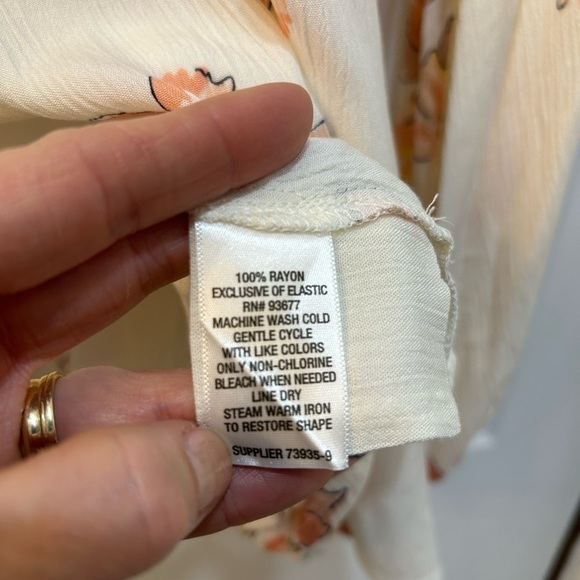 100% RAYON
EXCLUSIVE OF ELASTIC
RN# 93677
MACHINE WASH COLD
GENTLE CYCLE
WITH LIKE COLORS
ONLY NON-CHLORINE
BLEACH WHEN NEEDED
LINE DRY
STEAM WARM IRON
TO RESTORE SHAPE
SUPPLIER 73935-9